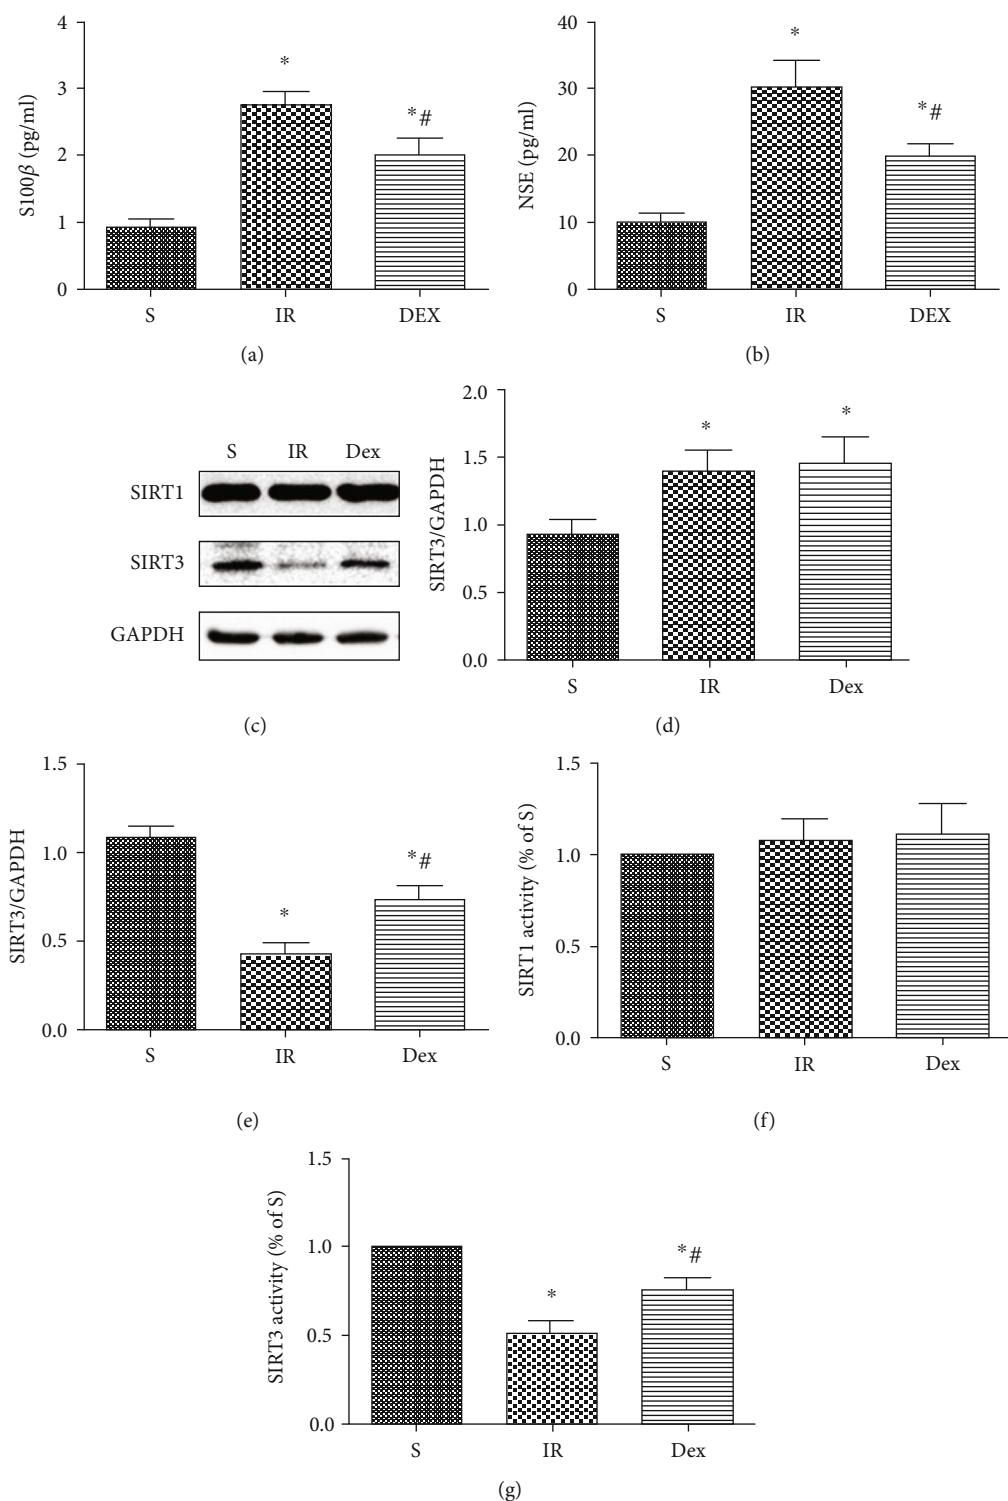 4
3
2
1
0
S100β (pg/ml)
*
*#
S
IR
DEX
(a)
40
30
20
10
0
NSE (pg/ml)
*
*#
S
IR
DEX
(b)
S IR Dex
SIRT1
SIRT3
GAPDH
(c)
2.0
1.5
1.0
0.5
0.0
SIRT3/GAPDH
*
*
S
IR
Dex
(d)
1.5
1.0
0.5
0.0
SIRT3/GAPDH
*
*#
S
IR
Dex
(e)
1.5
1.0
0.5
0.0
SIRT1 activity (% of S)
S
IR
Dex
(f)
1.5
1.0
0.5
0.0
SIRT3 activity (% of S)
*
*#
S
IR
Dex
(g)